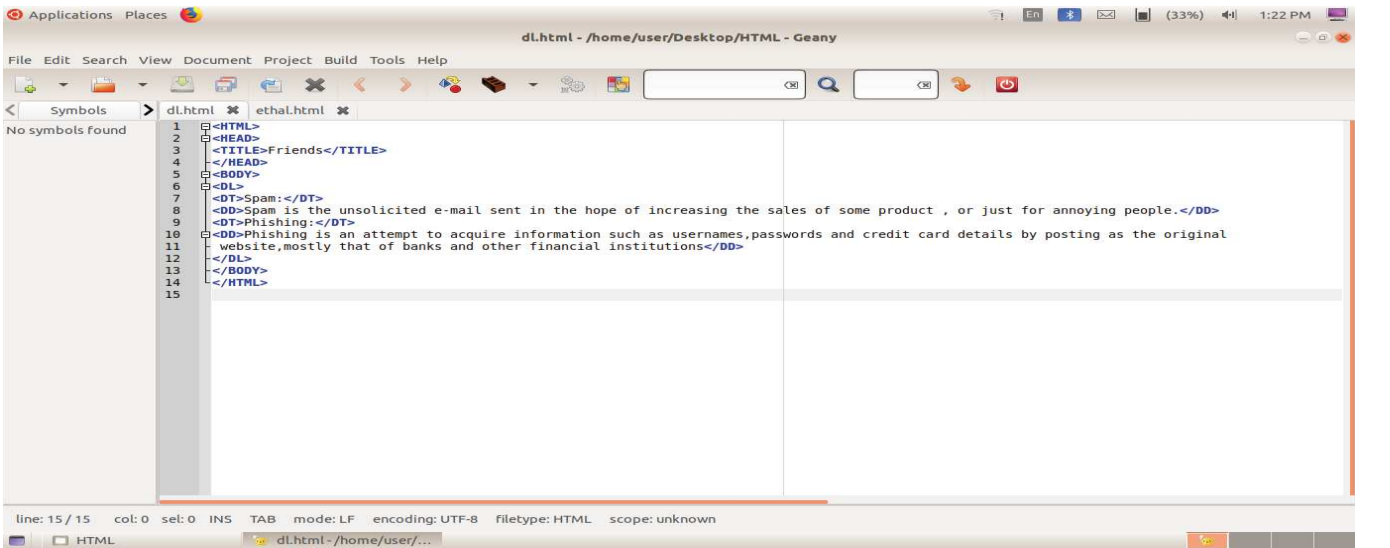 Applications Places En (33%) 1:22 PM
dl.html - /home/user/Desktop/HTML - Geany
File Edit Search View Document Project Build Tools Help
Symbols dl.html ethal.html
No symbols found
1 <HTML>
2 <HEAD>
3 <TITLE>Friends</TITLE>
4 </HEAD>
5 <BODY>
6 <DL>
7 <DT>Spam:</DT>
8 <DD>Spam is the unsolicited e-mail sent in the hope of increasing the sales of some product , or just for annoying people.</DD>
9 <DT>Phishing:</DT>
10 <DD>Phishing is an attempt to acquire information such as usernames,passwords and credit card details by posting as the original
11 website,mostly that of banks and other financial institutions</DD>
12 </DL>
13 </BODY>
14 </HTML>
15
line: 15 / 15 col: 0 sel: 0 INS TAB mode: LF encoding: UTF-8 filetype: HTML scope: unknown
HTML dl.html - /home/user/...